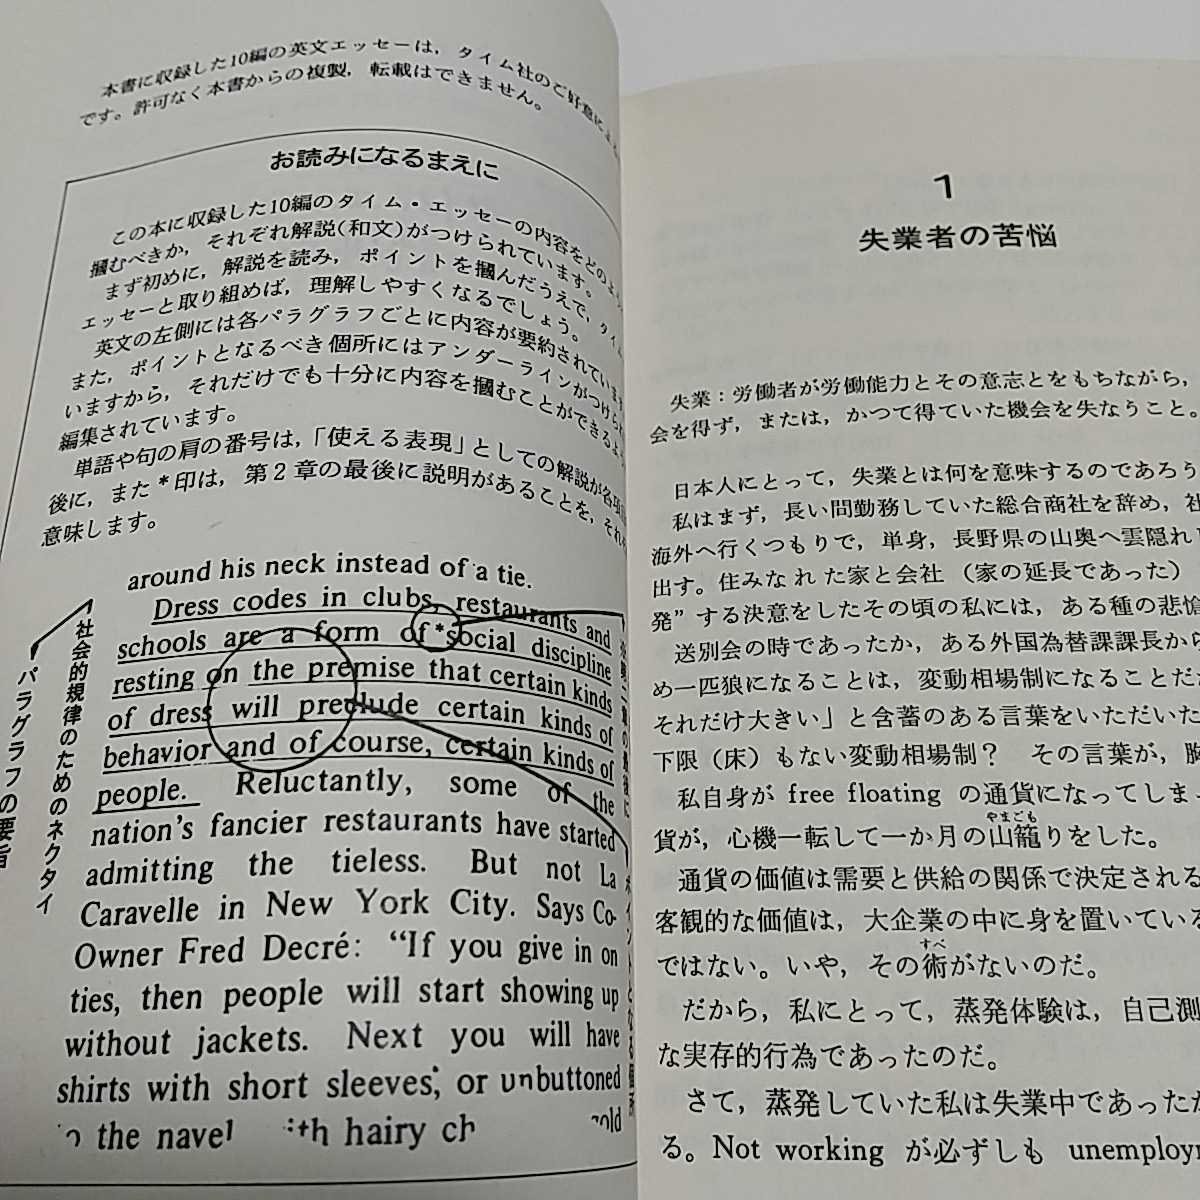 本書に収録した10編の英文エッセーは，タイム社のご好意によ
です。許可なく本書からの複製，転載はできません。
お読みになるまえに
この本に収録した10編のタイム・エッセーの内容をどのよう
摑むべきか，それぞれ解説(和文)がつけられています。
まず初めに，解説を読み，ポイントを摑んだうえで，タイム
エッセーと取り組めば，理解しやすくなるでしょう。
英文の左側には各パラグラフごとに内容が要約されています
また，ポイントとなるべき個所にはアンダーラインがつけられ
いますから，それだけでも十分に内容を摑むことができるよう
編集されています。
単語や句の肩の番号は，「使える表現」としての解説が各項
後に，また＊印は，第２章の最後に説明があることを，それぞ
意味します。
around his neck instead of a tie.
Dress codes in clubs, restaurants and
schools are a form of *social discipline
resting on the premise that certain kinds
of dress will preclude certain kinds of
behavior and of course, certain kinds of
people. Reluctantly, some of the
nation's fancier restaurants have started
admitting the tieless. But not La
Caravelle in New York City. Says Co-
Owner Fred Decré: “If you give in on
ties, then people will start showing up
without jackets. Next you will have
shirts with short sleeves, or unbuttoned
to the navel with hairy ch
gold
社会的規律のためのネクタイ
パラグラフの要旨
ポイントとなる個所
1
失業者の苦悩
失業：労働者が労働能力とその意志とをもちながら，
会を得ず，または，かつて得ていた機会を失なうこと。
日本人にとって，失業とは何を意味するのであろう
私はまず，長い間勤務していた総合商社を辞め，社
海外へ行くつもりで，単身，長野県の山奥へ雲隠れし
出す。住みなれた家と会社（家の延長であった）
発”する決意をしたその頃の私には，ある種の悲愴
送別会の時であったか，ある外国為替課課長から
め一匹狼になることは，変動相場制になることだ
それだけ大きい」と含蓄のある言葉をいただいた
下限（床）もない変動相場制？　その言葉が，胸
私自身が free floating の通貨になってしま
貨が，心機一転して一か月の山籠りをした。
通貨の価値は需要と供給の関係で決定される
客観的な価値は，大企業の中に身を置いている
ではない。いや，その術がないのだ。
だから，私にとって，蒸発体験は，自己測
な実存的行為であったのだ。
さて，蒸発していた私は失業中であったか
る。Not working が必ずしも unemploym